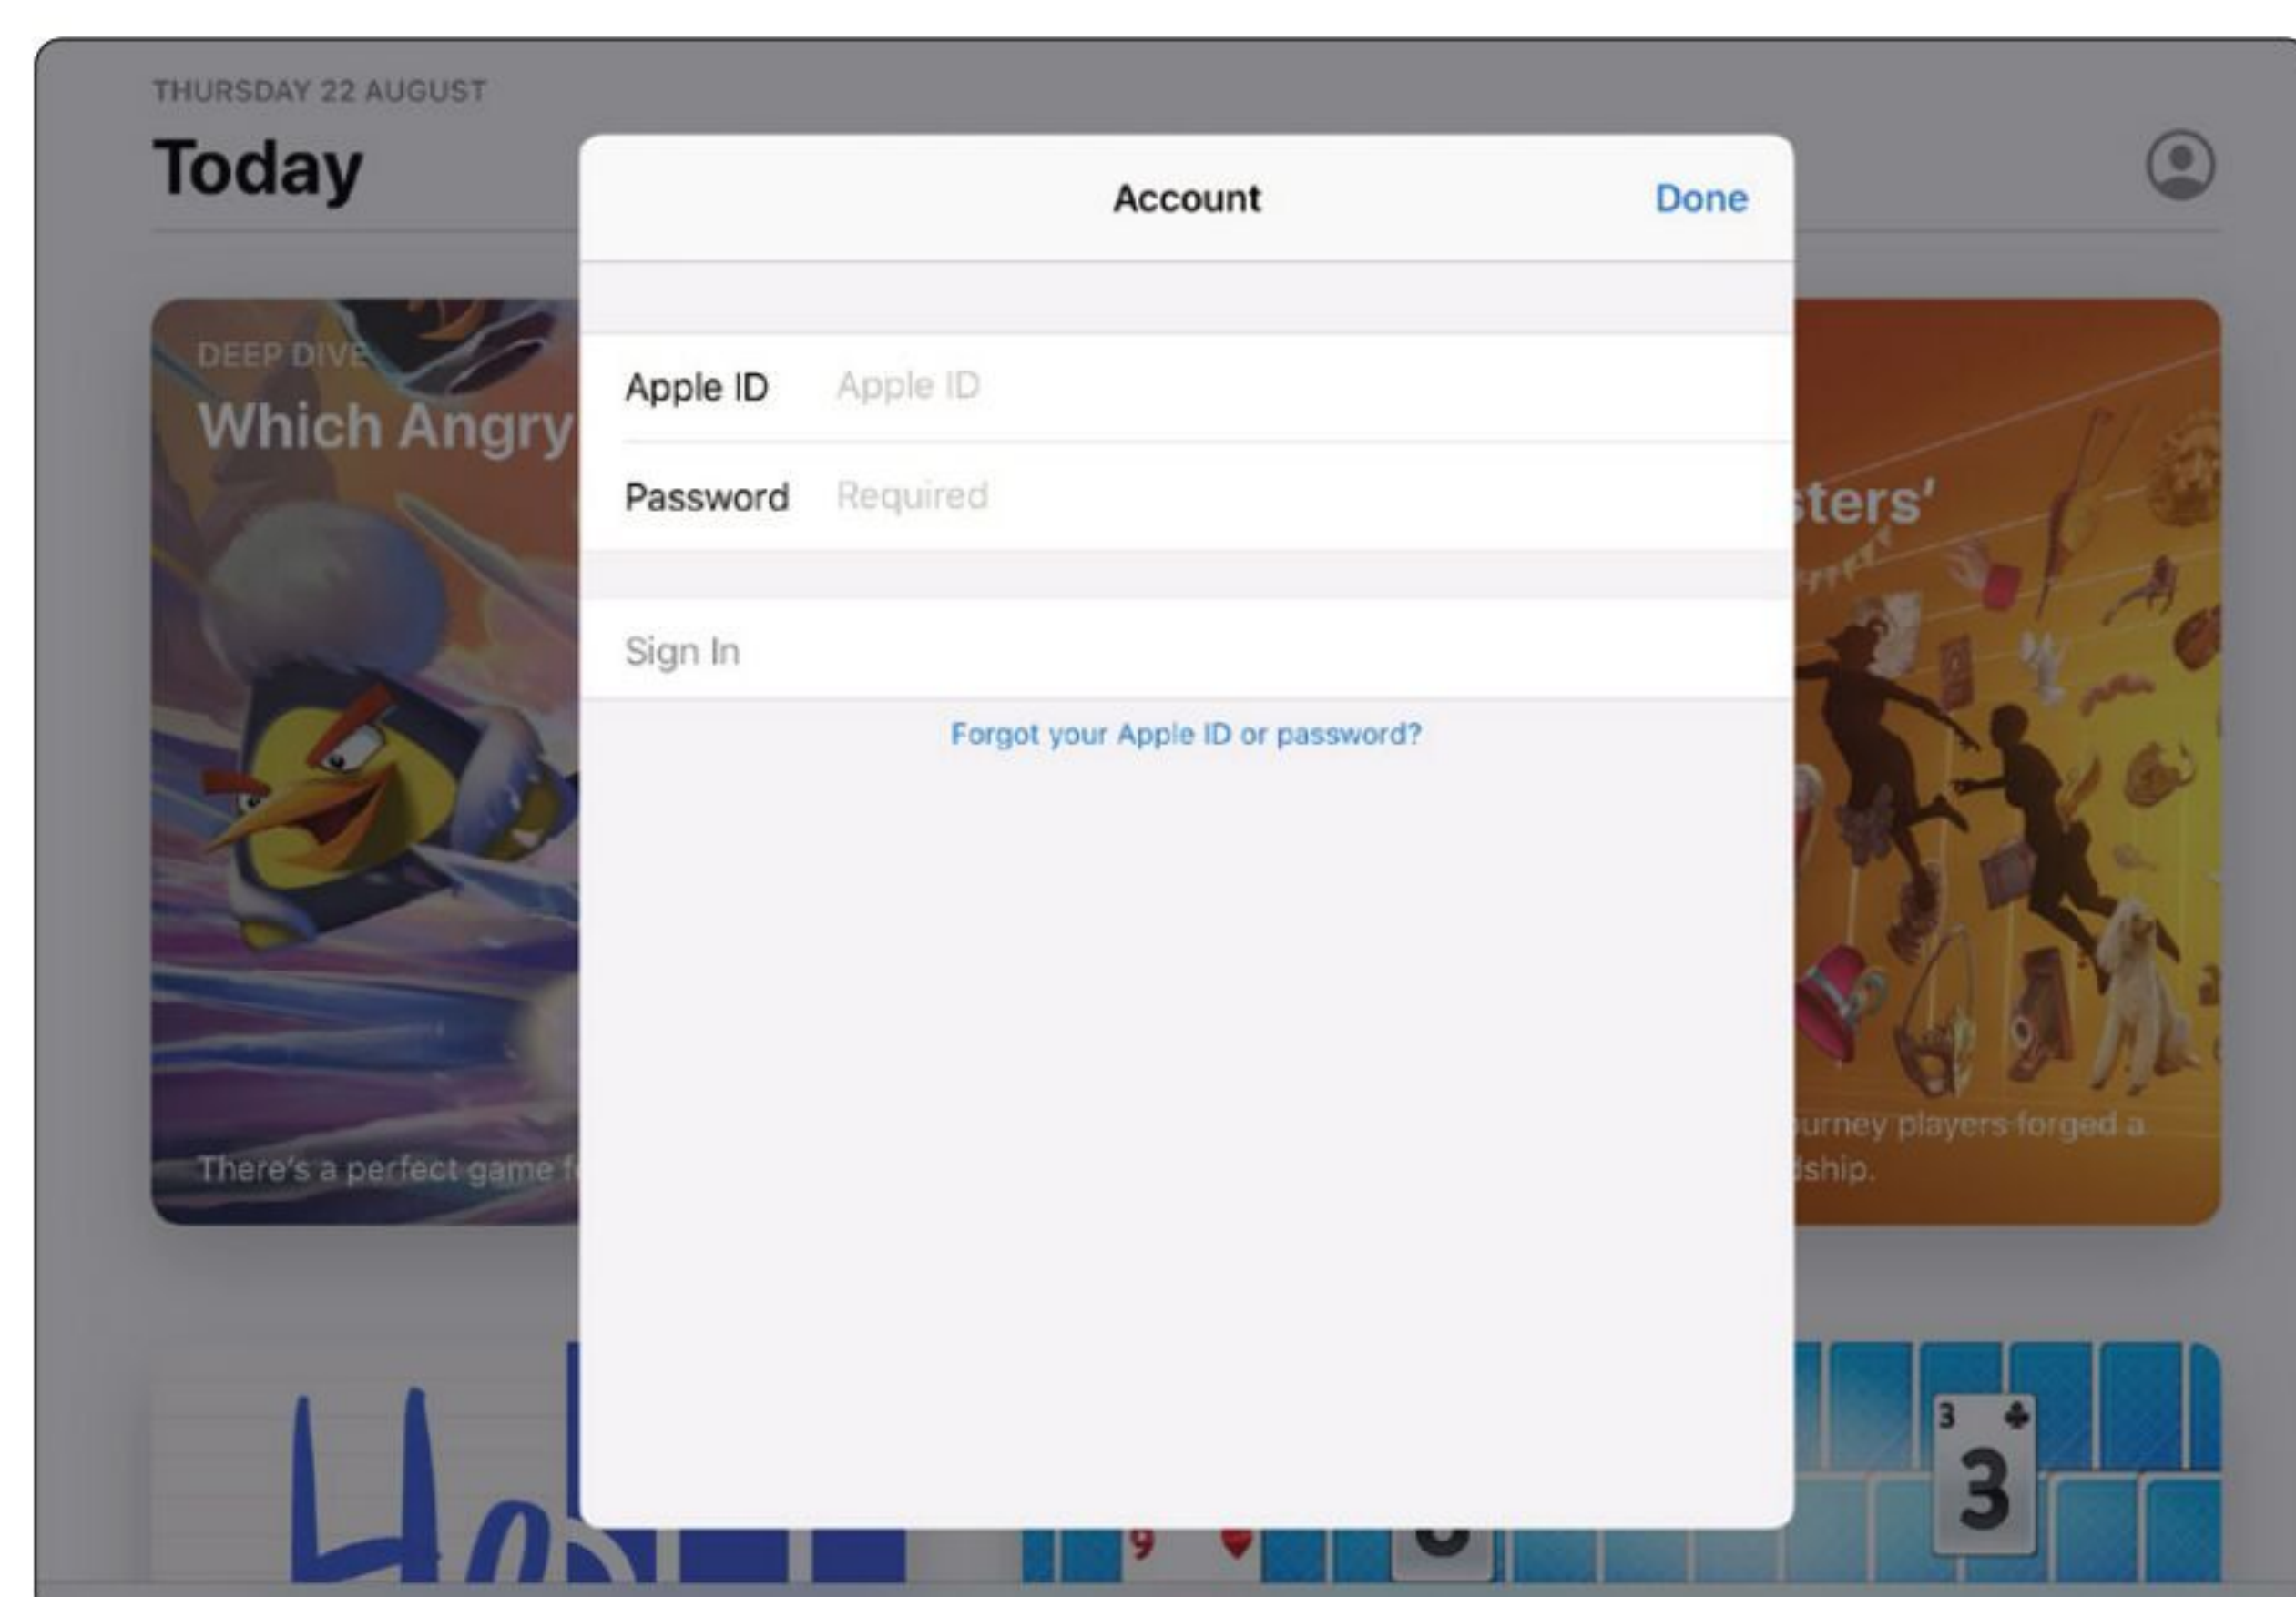 THURSDAY 22 AUGUST
Today
Account
Done
DEEP DIVE
Which Angry
Apple ID Apple ID
Password Required
sters’
Sign In
Forgot your Apple ID or password?
There’s a perfect game f
urney players forged a
dship.
3
3
9